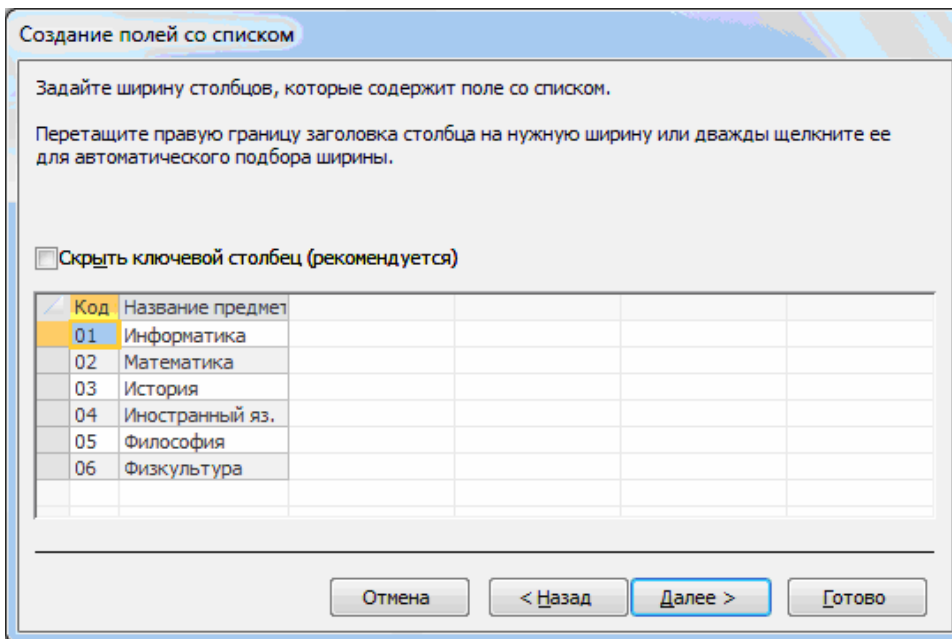 Создание полей со списком
Задайте ширину столбцов, которые содержит поле со списком.
Перетащите правую границу заголовка столбца на нужную ширину или дважды щелкните ее
для автоматического подбора ширины.
Скрыть ключевой столбец (рекомендуется)
Код Название предмет
01 Информатика
02 Математика
03 История
04 Иностранный яз.
05 Философия
06 Физкультура
Отмена < Назад Далее > Готово